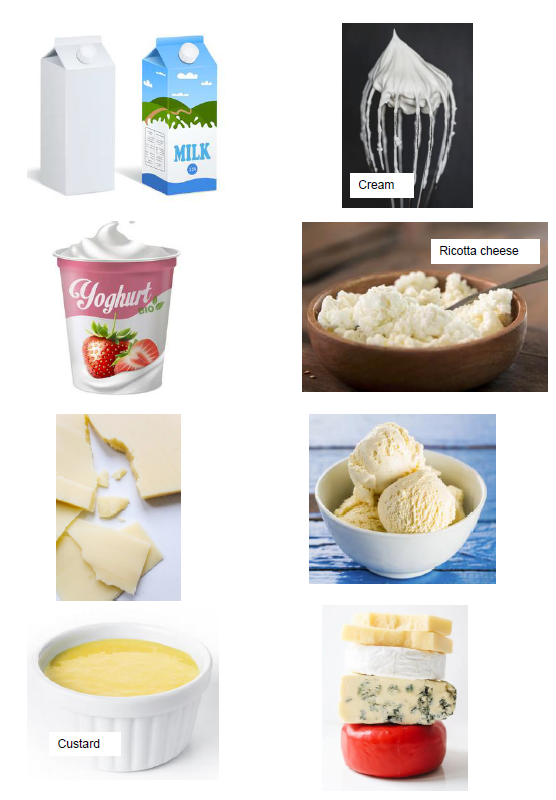 MILK
Cream
Yoghurt
BIO
Ricotta cheese
Custard